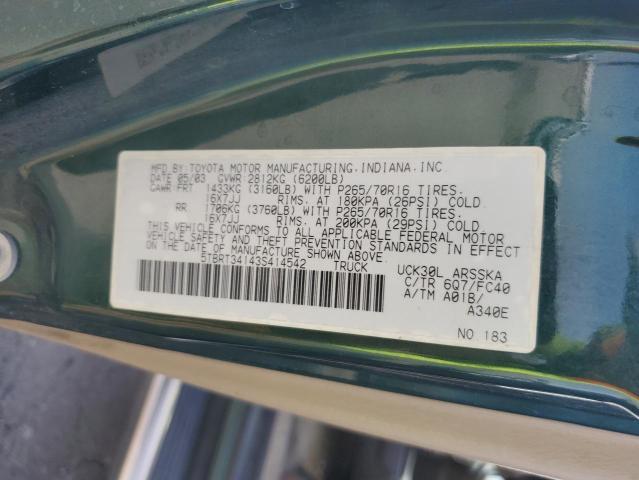 MFD.BY:TOYOTA MOTOR MANUFACTURING,INDIANA,INC
DATE 05/03 GVWR 2812KG (6200LB)
GAWR FRT 1433KG (3160LB) WITH P265/70R16 TIRES.
16X7JJ RIMS. AT 180KPA (26PSI) COLD
RR 1706KG (3760LB) WITH P265/70R16 TIRES.
16X7JJ RIMS. AT 200KPA (29PSI) COLD
THIS VEHICLE CONFORMS TO ALL APPLICABLE FEDERAL MOTOR
VEHICLE SAFETY AND THEFT PREVENTION STANDARDS IN EFFECT
ON THE DATE OF MANUFACTURE SHOWN ABOVE.
5TBRT34143S414542 TRUCK
UCK30L ARSSKA
C/TR 6Q7/FC40
A/TM A01B/
A340E
NO.183